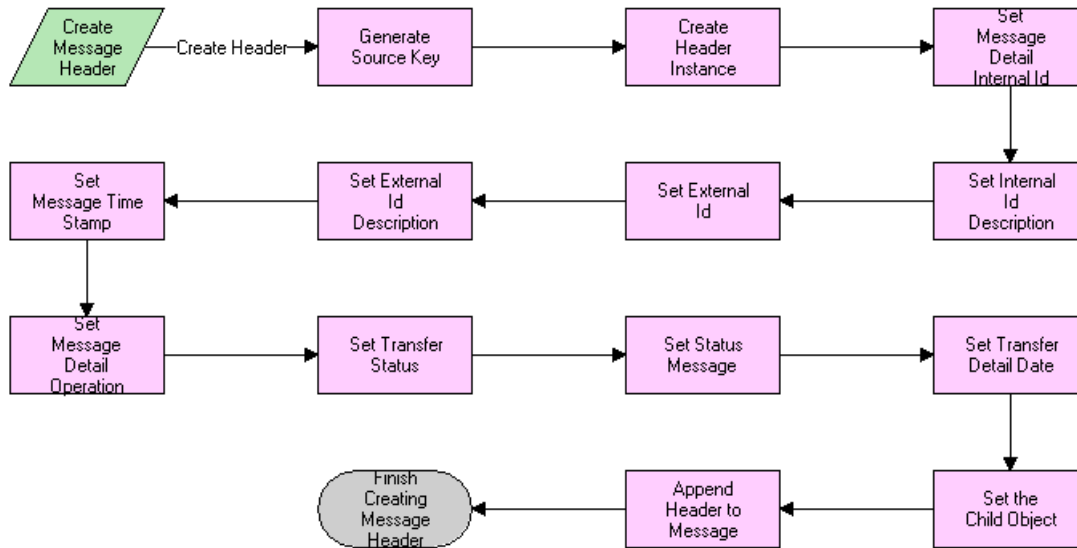 Create
Message
Header
Create Header
Generate
Source Key
Create
Header
Instance
Set
Message
Detail
Internal Id
Set
Message Time
Stamp
Set External
Id
Description
Set External
Id
Set Internal
Id
Description
Set
Message
Detail
Operation
Set Transfer
Status
Set Status
Message
Set Transfer
Detail Date
Finish
Creating
Message
Header
Append
Header to
Message
Set the
Child Object